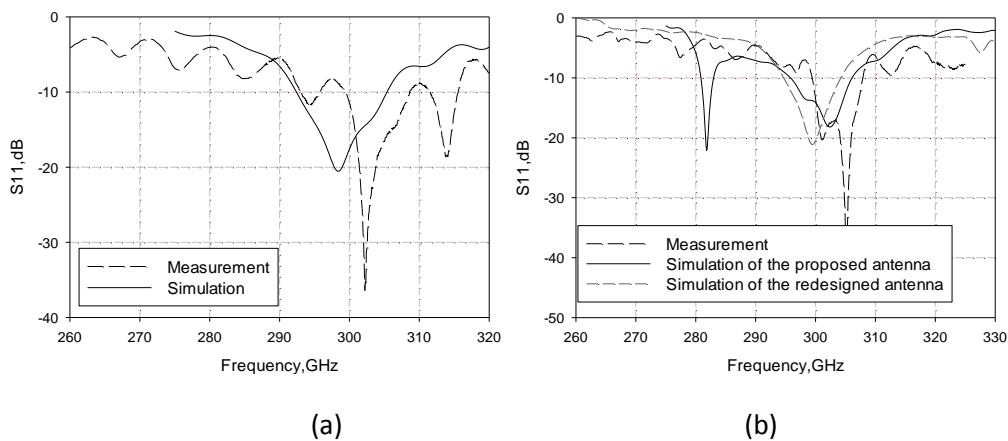 0
-10
-20
-30
-40
S11,dB
260 270 280 290 300 310 320
Frequency,GHz
Measurement
Simulation
(a)
0
-10
-20
-30
-40
-50
S11,dB
260 270 280 290 300 310 320 330
Frequency,GHz
Measurement
Simulation of the proposed antenna
Simulation of the redesigned antenna
(b)